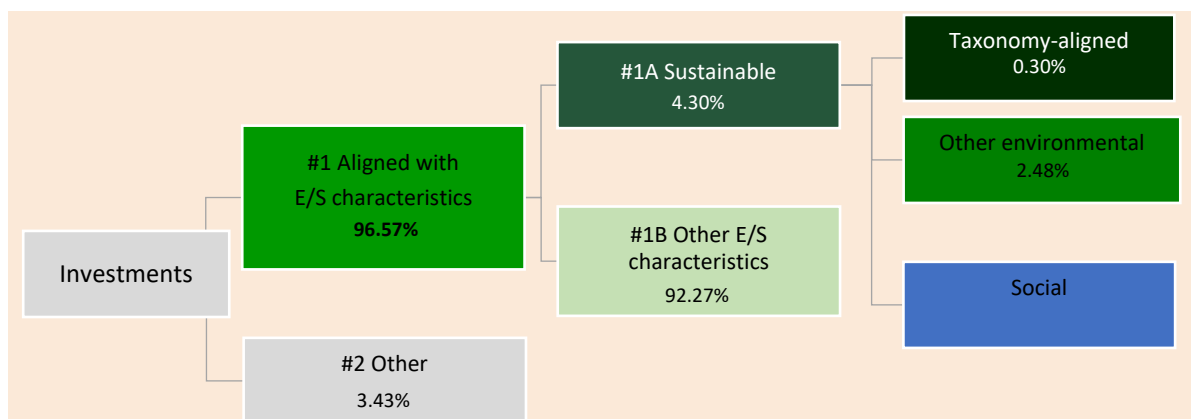 Investments
#1 Aligned with
E/S characteristics
96.57%
#2 Other
3.43%
#1A Sustainable
4.30%
#1B Other E/S
characteristics
92.27%
Taxonomy-aligned
0.30%
Other environmental
2.48%
Social